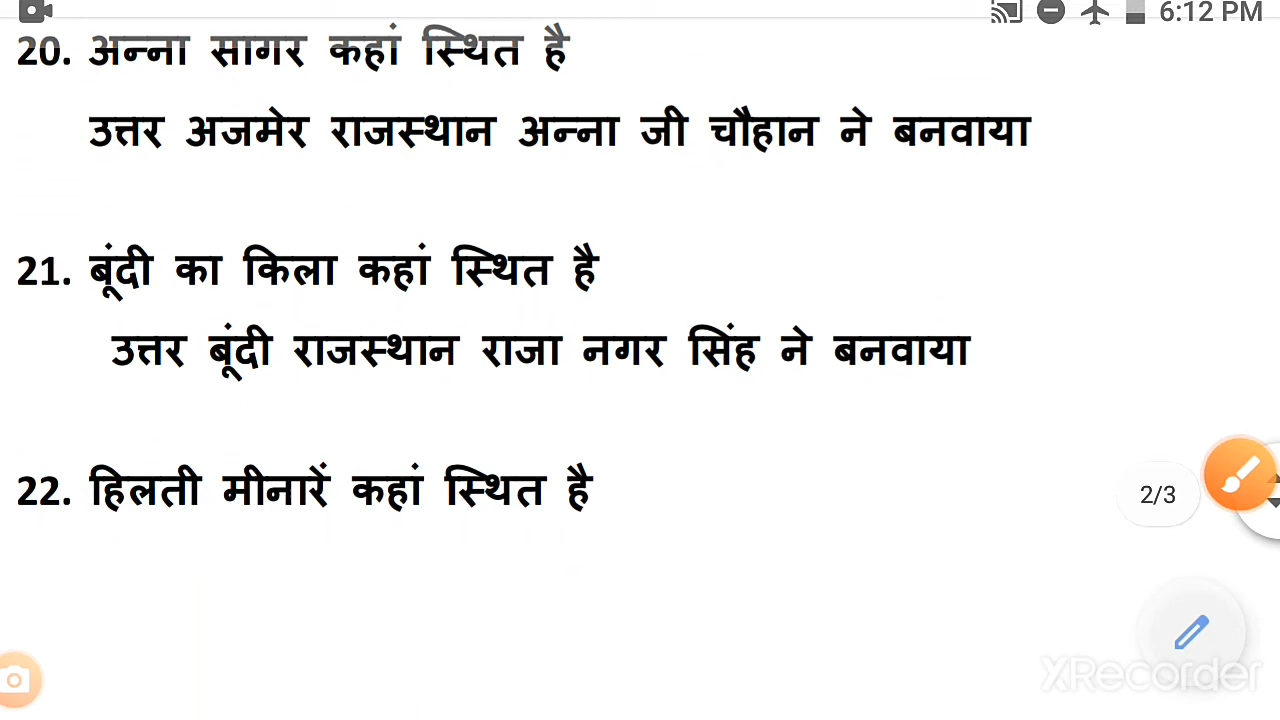 6:12 PM
20. अन्ना सागर कहां स्थित है
उत्तर अजमेर राजस्थान अन्ना जी चौहान ने बनवाया
21. बूंदी का किला कहां स्थित है
उत्तर बूंदी राजस्थान राजा नगर सिंह ने बनवाया
22. हिलती मीनारें कहां स्थित है
2/3
XRecorder